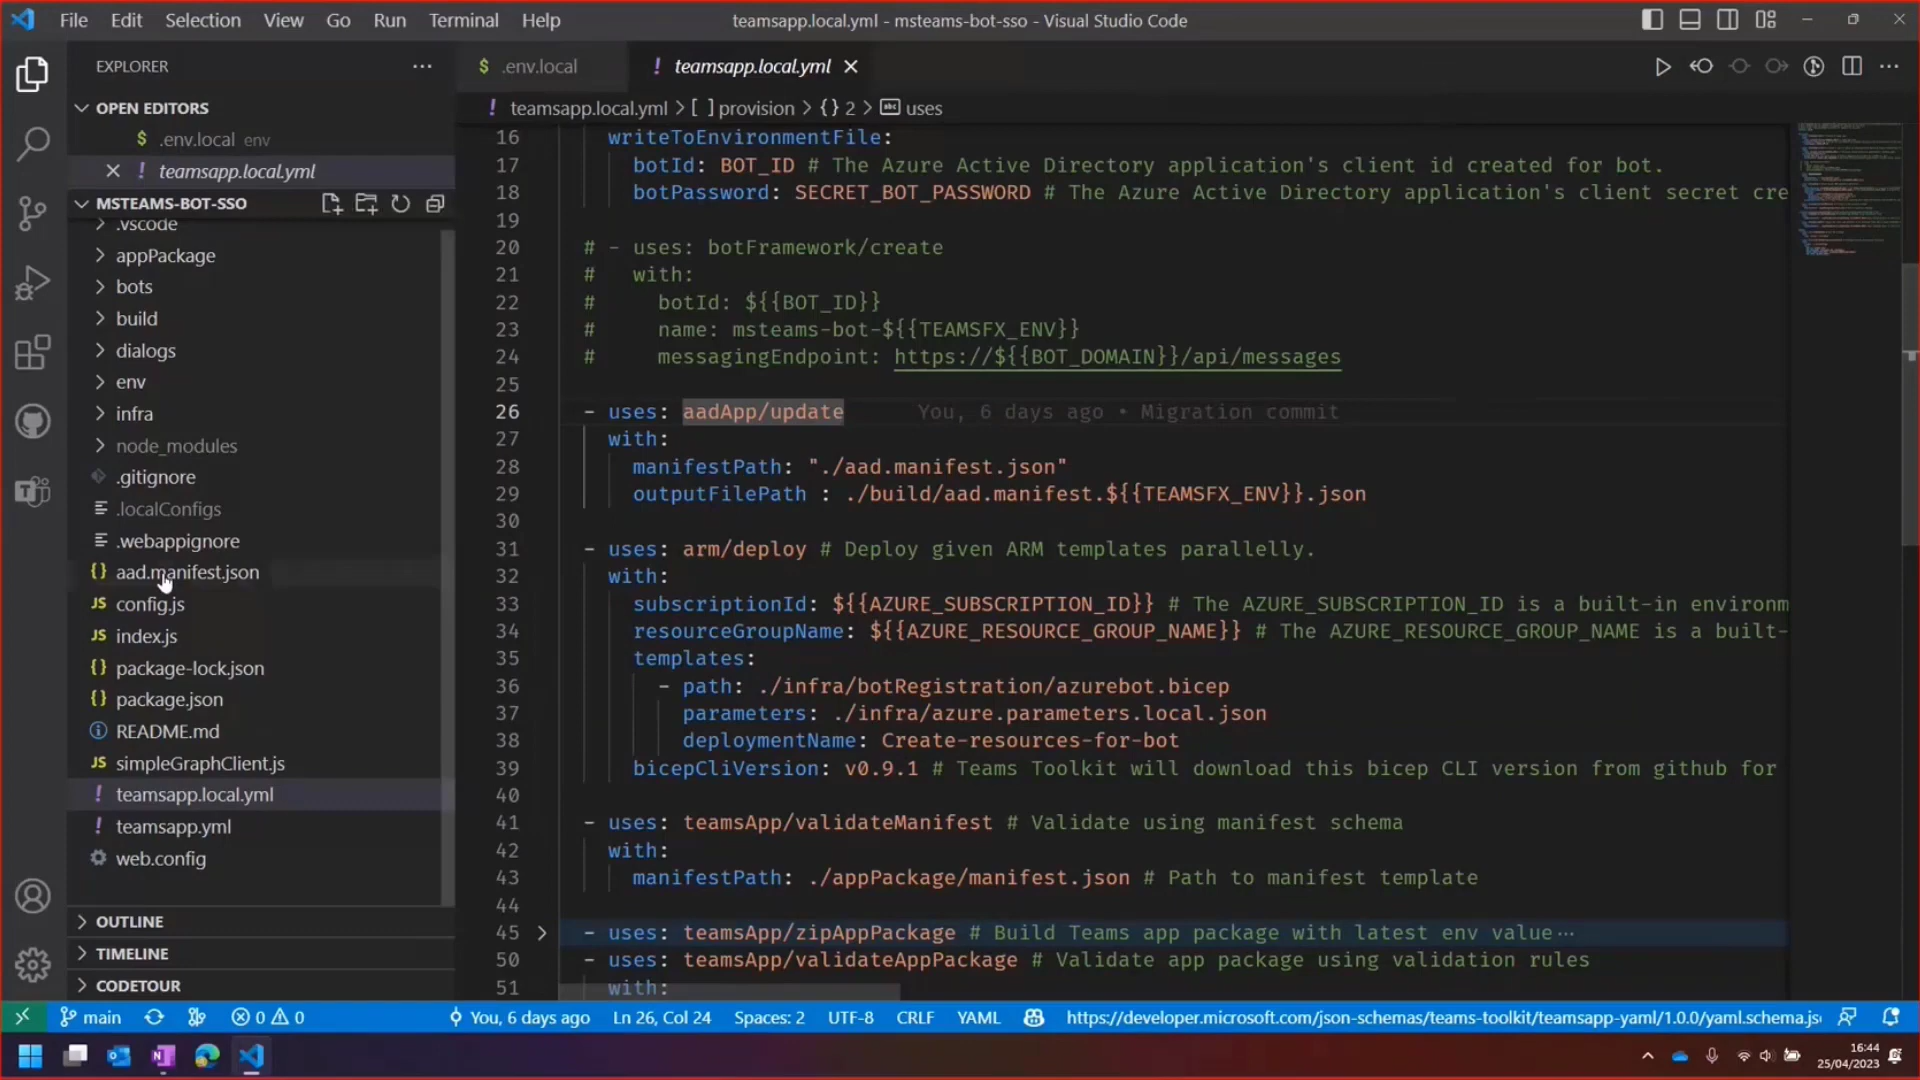 File Edit Selection View Go Run Terminal Help
teamsapp.local.yml - msteams-bot-sso - Visual Studio Code
EXPLORER
OPEN EDITORS
$ .env.local env
! teamsapp.local.yml
MSTEAMS-BOT-SSO
.vscode
appPackage
bots
build
dialogs
env
infra
node_modules
.gitignore
.localConfigs
.webappignore
{} aad.manifest.json
JS config.js
JS index.js
{} package-lock.json
{} package.json
README.md
JS simpleGraphClient.js
! teamsapp.local.yml
! teamsapp.yml
web.config
OUTLINE
TIMELINE
CODETOUR
$ .env.local
! teamsapp.local.yml
! teamsapp.local.yml > [ ] provision > {} 2 > abc uses
16 writeToEnvironmentFile:
17 botId: BOT_ID # The Azure Active Directory application's client id created for bot.
18 botPassword: SECRET_BOT_PASSWORD # The Azure Active Directory application's client secret cre
19
20 # - uses: botFramework/create
21 # with:
22 # botId: ${{BOT_ID}}
23 # name: msteams-bot-${{TEAMSFX_ENV}}
24 # messagingEndpoint: https://${{BOT_DOMAIN}}/api/messages
25
26 - uses: aadApp/update You, 6 days ago • Migration commit
27 with:
28 manifestPath: "./aad.manifest.json"
29 outputFilePath : ./build/aad.manifest.${{TEAMSFX_ENV}}.json
30
31 - uses: arm/deploy # Deploy given ARM templates parallelly.
32 with:
33 subscriptionId: ${{AZURE_SUBSCRIPTION_ID}} # The AZURE_SUBSCRIPTION_ID is a built-in environm
34 resourceGroupName: ${{AZURE_RESOURCE_GROUP_NAME}} # The AZURE_RESOURCE_GROUP_NAME is a built-
35 templates:
36 - path: ./infra/botRegistration/azurebot.bicep
37 parameters: ./infra/azure.parameters.local.json
38 deploymentName: Create-resources-for-bot
39 bicepCliVersion: v0.9.1 # Teams Toolkit will download this bicep CLI version from github for
40
41 - uses: teamsApp/validateManifest # Validate using manifest schema
42 with:
43 manifestPath: ./appPackage/manifest.json # Path to manifest template
44
45 - uses: teamsApp/zipAppPackage # Build Teams app package with latest env value…
50 - uses: teamsApp/validateAppPackage # Validate app package using validation rules
51 with:
main 0 0 You, 6 days ago Ln 26, Col 24 Spaces: 2 UTF-8 CRLF YAML https://developer.microsoft.com/json-schemas/teams-toolkit/teamsapp-yaml/1.0.0/yaml.schema.js
16:44
25/04/2023